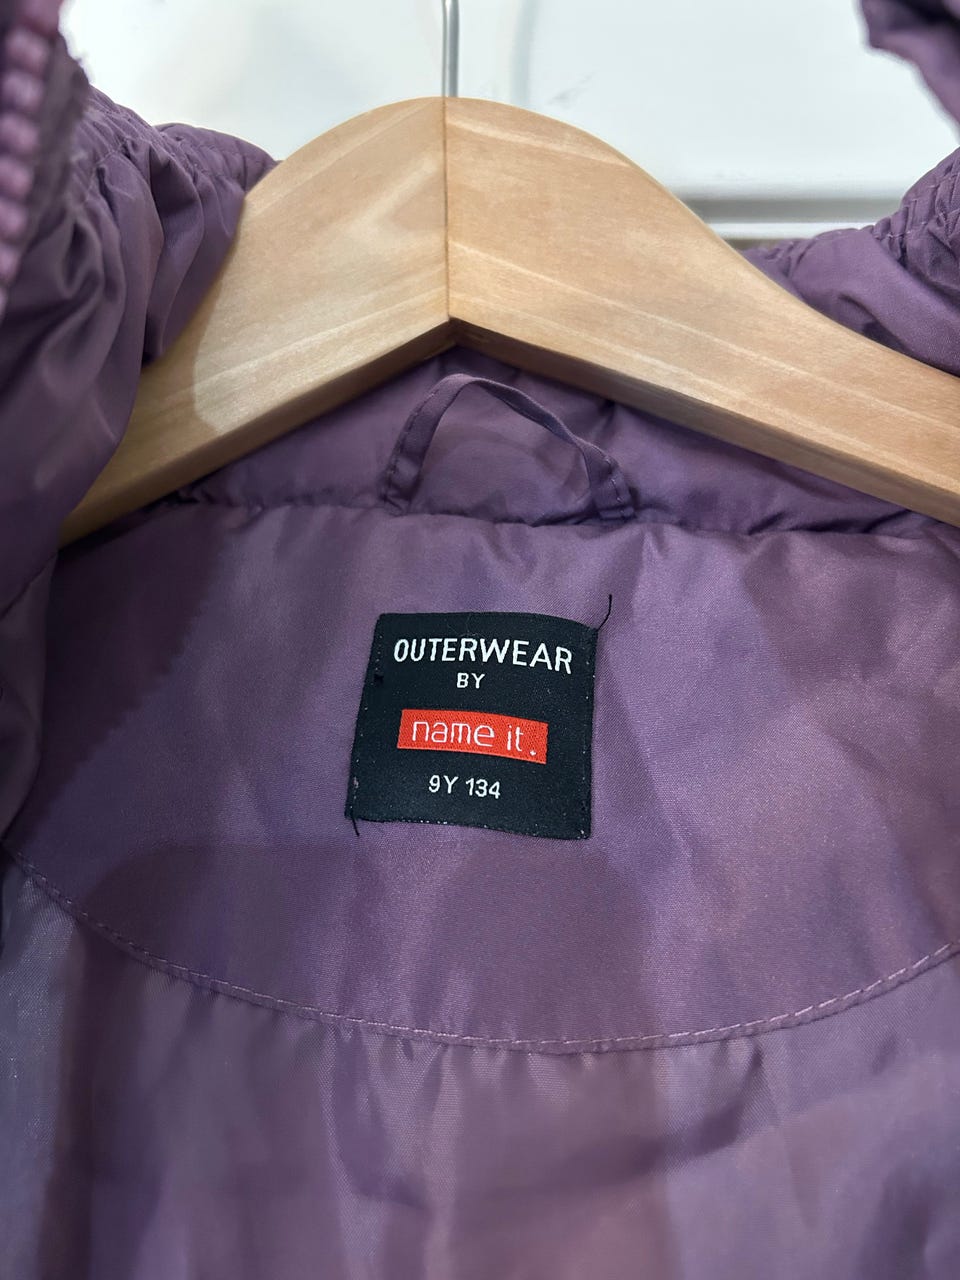 OUTERWEAR
BY
name it.
9Y 134